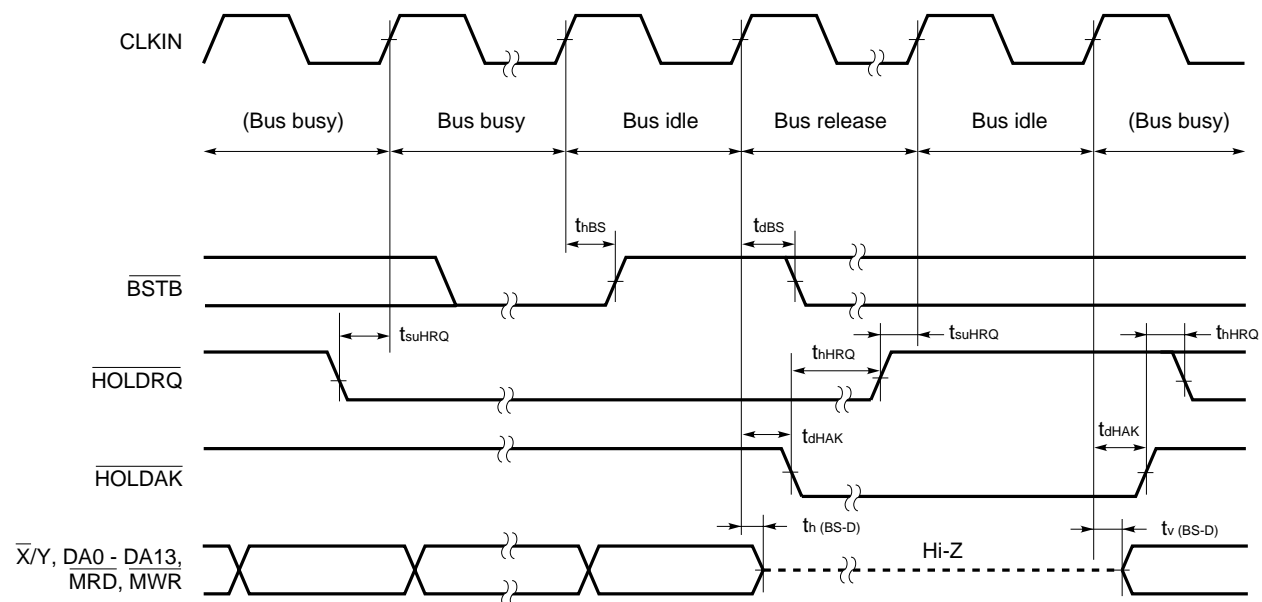 CLKIN
(Bus busy) Bus busy Bus idle Bus release Bus idle (Bus busy)
thBS tdBS
BSTB
tsuHRQ tsuHRQ thHRQ
thHRQ
HOLDRQ
tdHAK tdHAK
HOLDAK
th (BS-D) tv (BS-D)
X/Y, DA0 - DA13,
MRD, MWR
Hi-Z